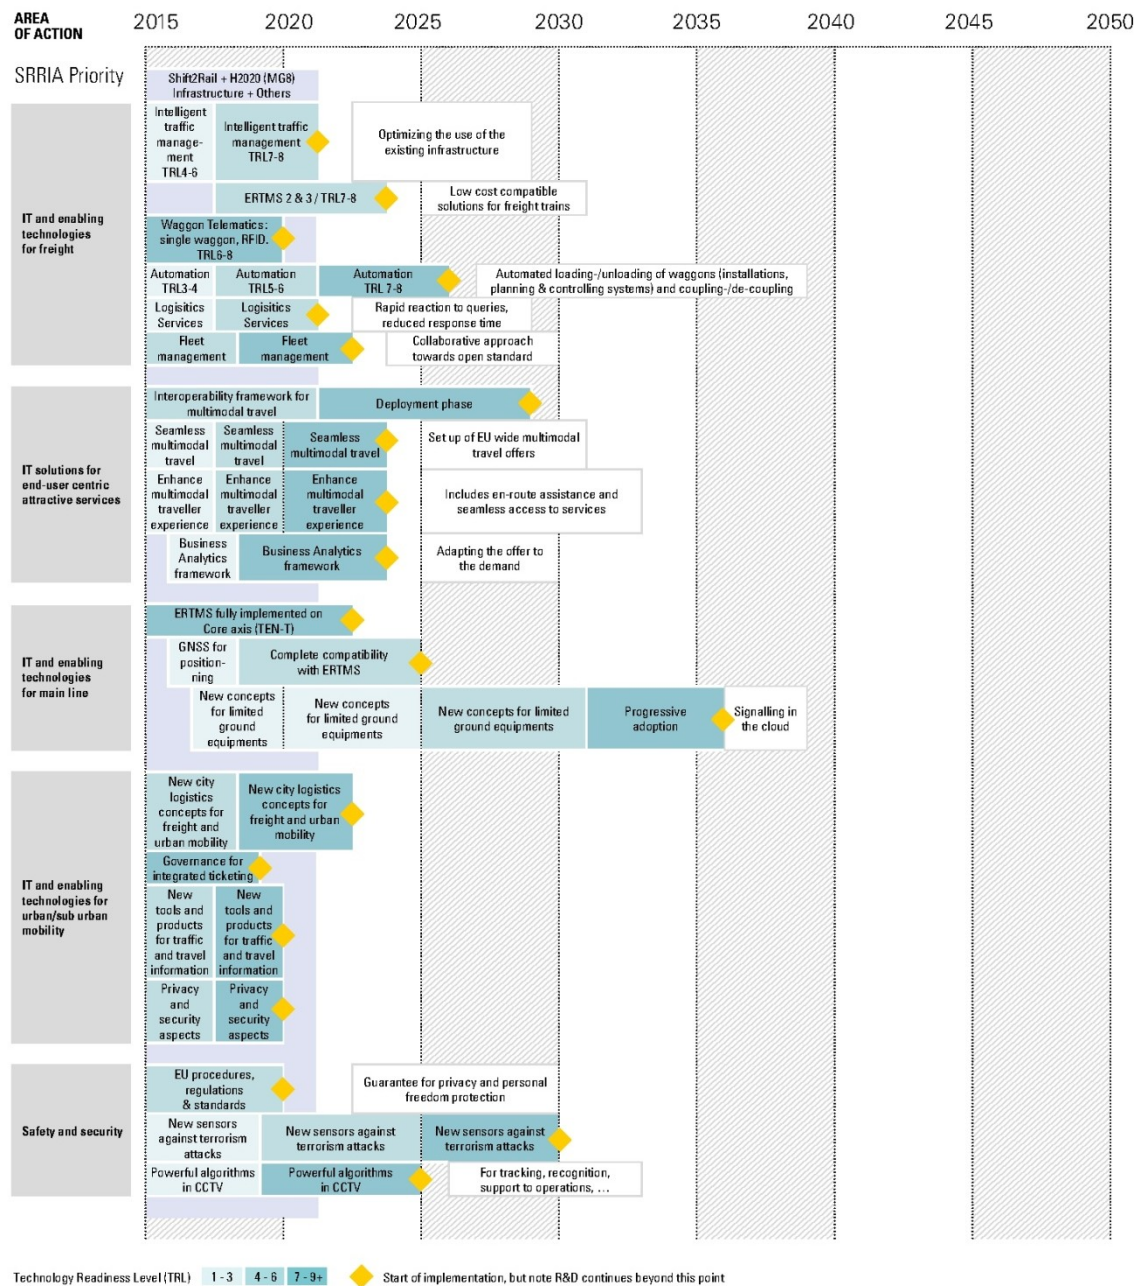 AREA
OF ACTION
2015 2020 2025 2030 2035 2040 2045 2050
SRRIA Priority
Shift2Rail + H2020 (MG8)
Infrastructure + Others
IT and enabling
technologies
for freight
Intelligent
traffic
manage-
ment
TRL4-6
Intelligent traffic
management
TRL7-8
Optimizing the use of the
existing infrastructure
ERTMS 2 & 3 / TRL7-8
Low cost compatible
solutions for freight trains
Waggon Telematics:
single waggon, RFID.
TRL6-8
Automation
TRL3-4
Automation
TRL5-6
Automation
TRL 7-8
Automated loading-/unloading of waggons (installations,
planning & controlling systems) and coupling-/de-coupling
Logisitics
Services
Logisitics
Services
Rapid reaction to queries,
reduced response time
Fleet
management
Fleet
management
Collaborative approach
towards open standard
IT solutions for
end-user centric
attractive services
Interoperability framework for
multimodal travel
Deployment phase
Seamless
multimodal
travel
Seamless
multimodal
travel
Seamless
multimodal travel
Set up of EU wide multimodal
travel offers
Enhance
multimodal
traveller
experience
Enhance
multimodal
traveller
experience
Enhance
multimodal
traveller
experience
Includes en-route assistance and
seamless access to services
Business
Analytics
framework
Business Analytics
framework
Adapting the offer to
the demand
IT and enabling
technologies
for main line
ERTMS fully implemented on
Core axis (TEN-T)
GNSS for
position-
ning
Complete compatibility
with ERTMS
New concepts
for limited
ground
equipments
New concepts
for limited ground
equipments
New concepts for limited
ground equipments
Progressive
adoption
Signalling in
the cloud
IT and enabling
technologies for
urban/sub urban
mobility
New city
logistics
concepts for
freight and
urban mobility
New city logistics
concepts for
freight and urban
mobility
Governance for
integrated ticketing
New
tools and
products
for traffic
and travel
information
New
tools and
products
for traffic
and travel
information
Privacy
and
security
aspects
Privacy
and
security
aspects
Safety and security
EU procedures,
regulations
& standards
Guarantee for privacy and personal
freedom protection
New sensors
against terrorism
attacks
New sensors against
terrorism attacks
New sensors against
terrorism attacks
Powerful algorithms
in CCTV
Powerful algorithms
in CCTV
For tracking, recognition,
support to operations, ...
Technology Readiness Level (TRL) 1 - 3 4 - 6 7 - 9+ Start of implementation, but note R&D continues beyond this point